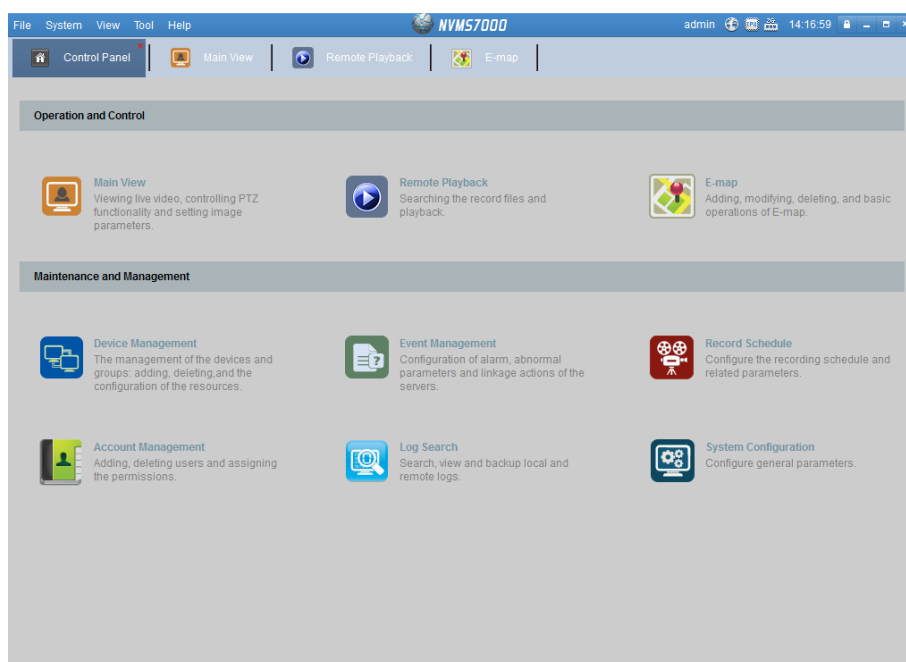 File System View Tool Help NVMS7000 admin 14:16:59
Control Panel Main View Remote Playback E-map
Operation and Control
Main View
Viewing live video, controlling PTZ
functionality and setting image
parameters.
Remote Playback
Searching the record files and
playback.
E-map
Adding, modifying, deleting, and basic
operations of E-map.
Maintenance and Management
Device Management
The management of the devices and
groups: adding, deleting,and the
configuration of the resources.
Event Management
Configuration of alarm, abnormal
parameters and linkage actions of the
servers.
Record Schedule
Configure the recording schedule and
related parameters.
Account Management
Adding, deleting users and assigning
the permissions.
Log Search
Search, view and backup local and
remote logs.
System Configuration
Configure general parameters.